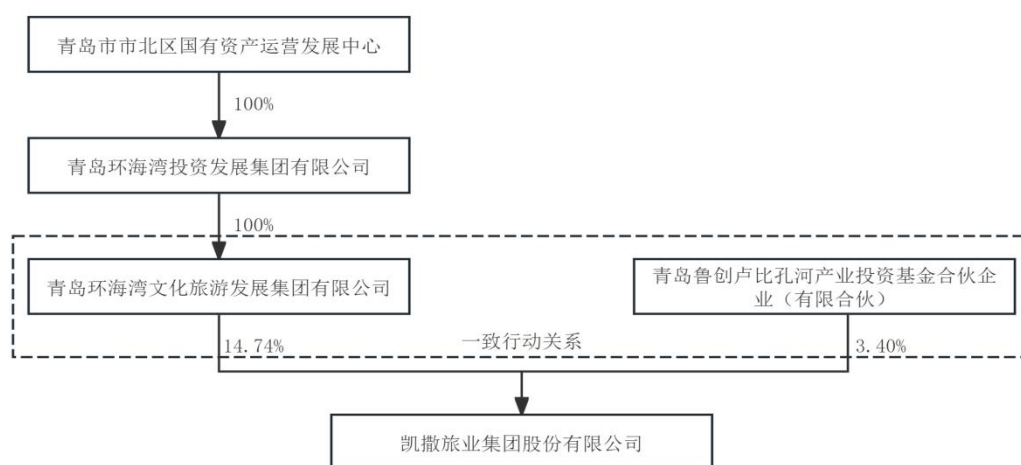 青岛市市北区国有资产运营发展中心
100%
青岛环海湾投资发展集团有限公司
100%
青岛环海湾文化旅游发展集团有限公司
青岛鲁创卢比孔河产业投资基金合伙企
业（有限合伙）
一致行动关系
14.74%
3.40%
凯撒旅业集团股份有限公司